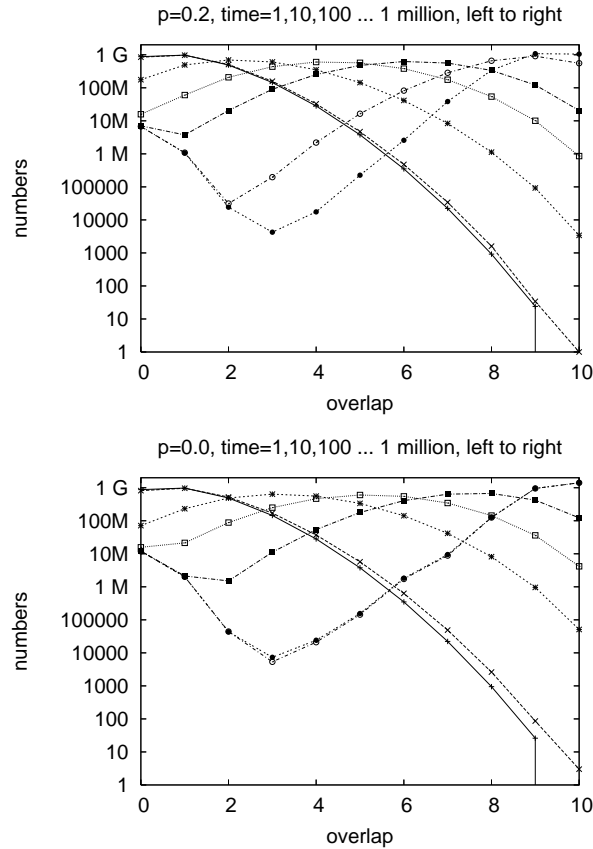 p=0.2, time=1,10,100 ... 1 million, left to right
1 G
100M
10 M
1 M
100000
10000
1000
100
10
1
numbers
0 2 4 6 8 10
overlap
p=0.0, time=1,10,100 ... 1 million, left to right
1 G
100M
10 M
1 M
100000
10000
1000
100
10
1
numbers
0 2 4 6 8 10
overlap